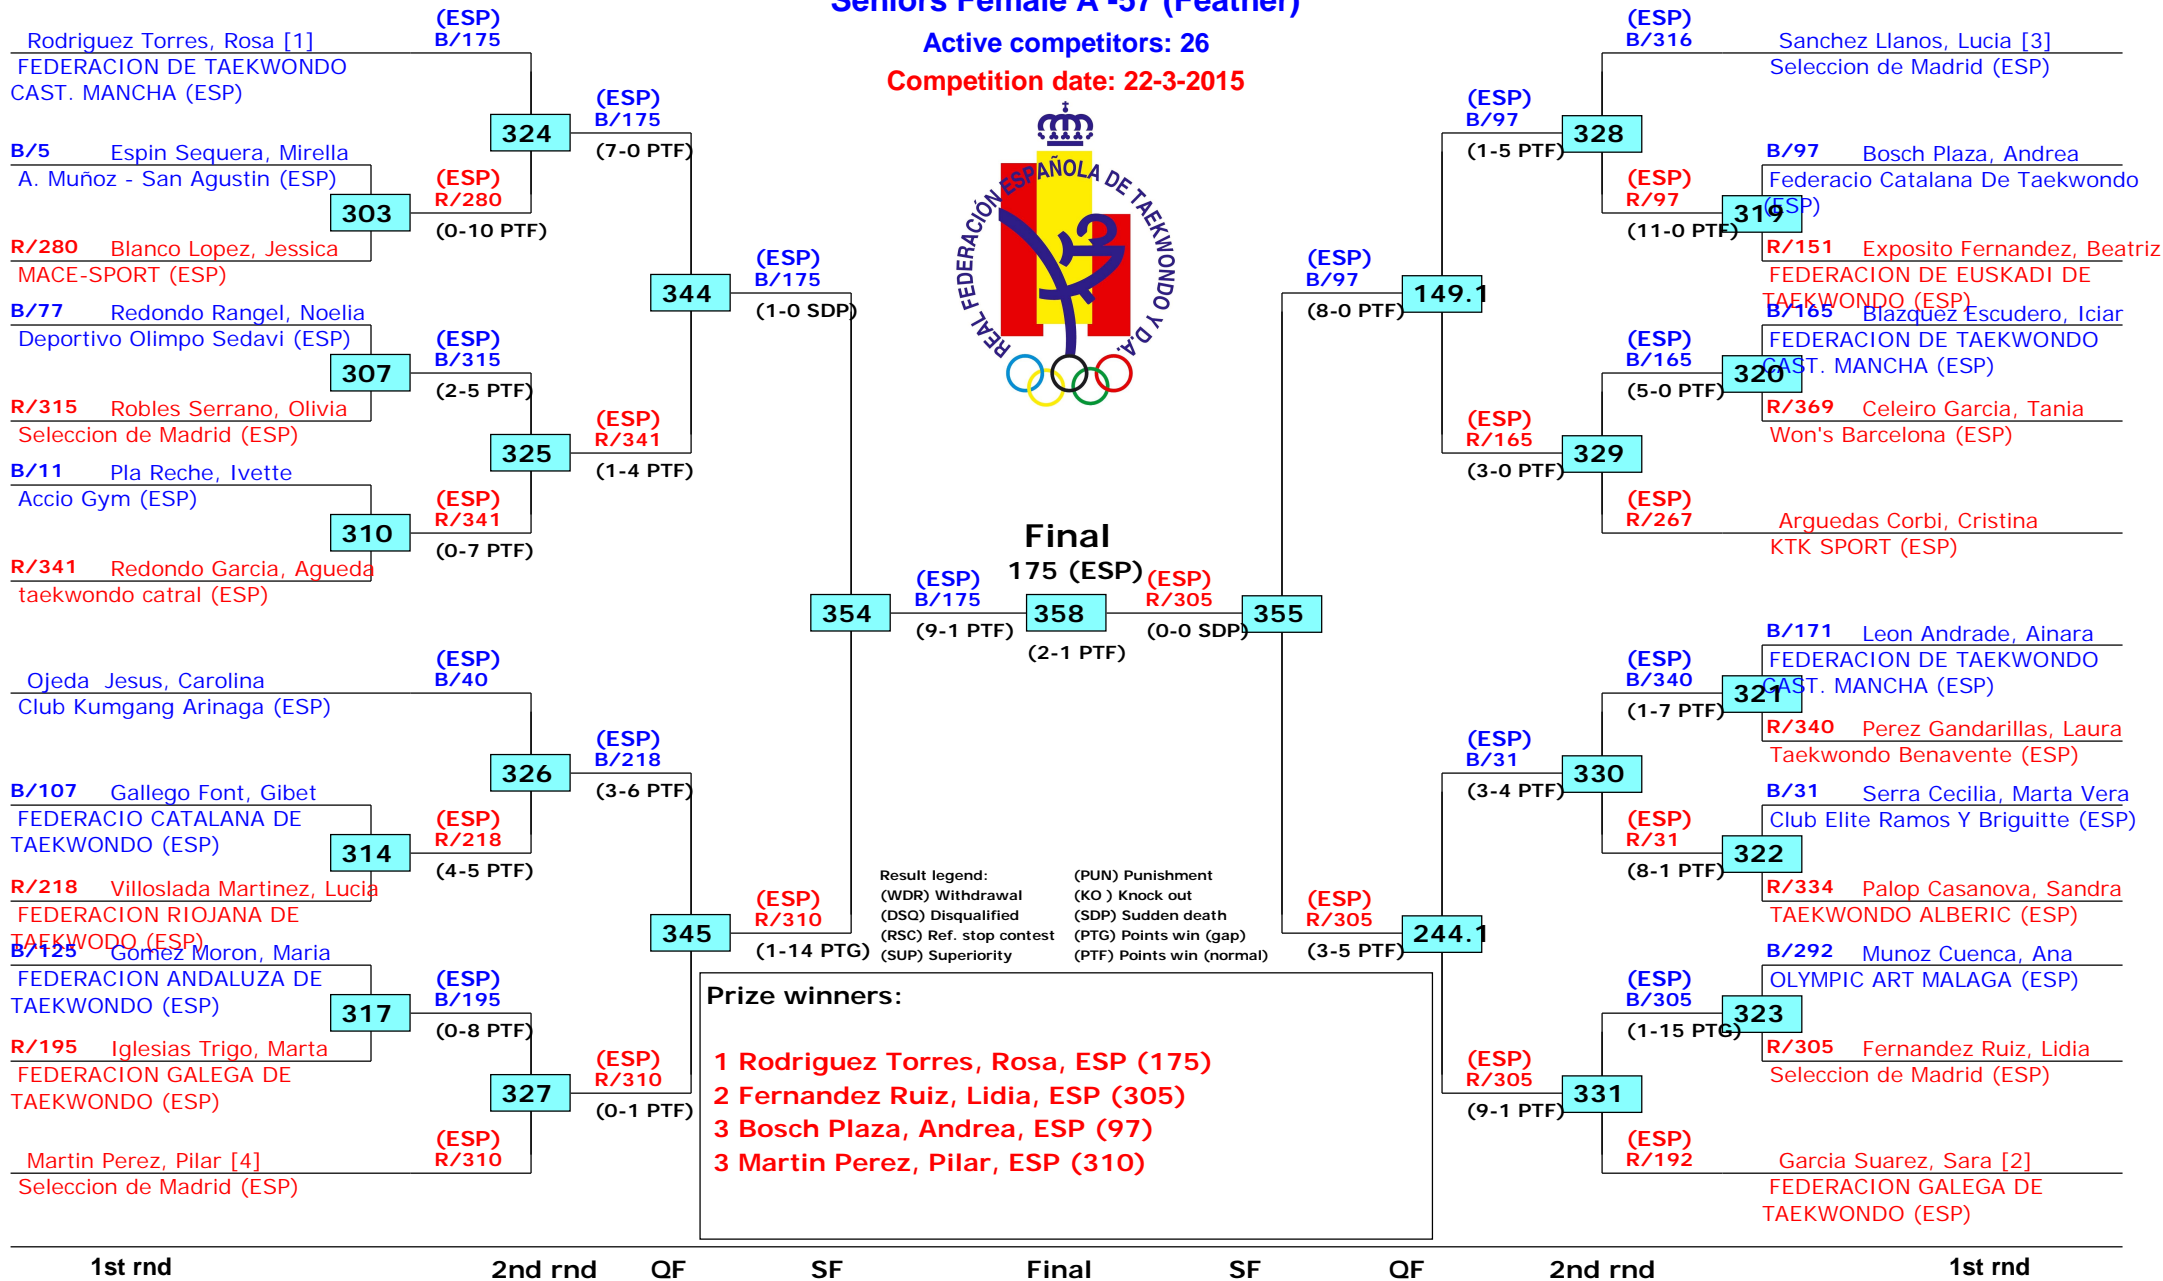 Seniors Female A -57 (Feather)
Active competitors: 26
Competition date: 22-3-2015
REAL FEDERACIÓN ESPAÑOLA DE TAEKWONDO Y D.A.
Rodriguez Torres, Rosa [1]
FEDERACION DE TAEKWONDO
CAST. MANCHA (ESP)
(ESP)
B/175
B/5 Espin Sequera, Mirella
A. Muñoz - San Agustin (ESP)
303
R/280 Blanco Lopez, Jessica
MACE-SPORT (ESP)
(ESP)
R/280
(0-10 PTF)
324
(ESP)
B/175
(7-0 PTF)
B/77 Redondo Rangel, Noelia
Deportivo Olimpo Sedavi (ESP)
307
R/315 Robles Serrano, Olivia
Seleccion de Madrid (ESP)
(ESP)
B/315
(2-5 PTF)
B/11 Pla Reche, Ivette
Accio Gym (ESP)
310
R/341 Redondo Garcia, Agueda
taekwondo catral (ESP)
(ESP)
R/341
(0-7 PTF)
325
(ESP)
R/341
(1-4 PTF)
344
(ESP)
B/175
(1-0 SDP)
Ojeda  Jesus, Carolina
Club Kumgang Arinaga (ESP)
(ESP)
B/40
B/107 Gallego Font, Gibet
FEDERACIO CATALANA DE
TAEKWONDO (ESP)
314
R/218 Villoslada Martinez, Lucia
FEDERACION RIOJANA DE
TAEKWODO (ESP)
(ESP)
R/218
(4-5 PTF)
326
(ESP)
B/218
(3-6 PTF)
B/125 Gomez Moron, Maria
FEDERACION ANDALUZA DE
TAEKWONDO (ESP)
317
R/195 Iglesias Trigo, Marta
FEDERACION GALEGA DE
TAEKWONDO (ESP)
(ESP)
B/195
(0-8 PTF)
Martin Perez, Pilar [4]
Seleccion de Madrid (ESP)
(ESP)
R/310
327
(ESP)
R/310
(0-1 PTF)
345
(ESP)
R/310
(1-14 PTG)
354
(ESP)
B/175
(9-1 PTF)
Final
175 (ESP)
358
(2-1 PTF)
(ESP)
R/305
(0-0 SDP)
355
(ESP)
B/97
(8-0 PTF)
149.1
(ESP)
B/97
(1-5 PTF)
328
(ESP)
B/316
Sanchez Llanos, Lucia [3]
Seleccion de Madrid (ESP)
(ESP)
R/97
(11-0 PTF)
319
B/97 Bosch Plaza, Andrea
Federacio Catalana De Taekwondo
(ESP)
R/151 Exposito Fernandez, Beatriz
FEDERACION DE EUSKADI DE
TAEKWONDO (ESP)
B/165 Blazquez Escudero, Iciar
FEDERACION DE TAEKWONDO
CAST. MANCHA (ESP)
320
R/369 Celeiro Garcia, Tania
Won's Barcelona (ESP)
(ESP)
B/165
(5-0 PTF)
329
(ESP)
R/165
(3-0 PTF)
(ESP)
R/267
Arguedas Corbi, Cristina
KTK SPORT (ESP)
B/171 Leon Andrade, Ainara
FEDERACION DE TAEKWONDO
CAST. MANCHA (ESP)
321
R/340 Perez Gandarillas, Laura
Taekwondo Benavente (ESP)
(ESP)
B/340
(1-7 PTF)
330
(ESP)
B/31
(3-4 PTF)
B/31 Serra Cecilia, Marta Vera
Club Elite Ramos Y Briguitte (ESP)
322
R/334 Palop Casanova, Sandra
TAEKWONDO ALBERIC (ESP)
(ESP)
R/31
(8-1 PTF)
244.1
(ESP)
R/305
(3-5 PTF)
B/292 Munoz Cuenca, Ana
OLYMPIC ART MALAGA (ESP)
323
R/305 Fernandez Ruiz, Lidia
Seleccion de Madrid (ESP)
(ESP)
B/305
(1-15 PTG)
331
(ESP)
R/305
(9-1 PTF)
(ESP)
R/192
Garcia Suarez, Sara [2]
FEDERACION GALEGA DE
TAEKWONDO (ESP)
Result legend:
(WDR) Withdrawal
(DSQ) Disqualified
(RSC) Ref. stop contest
(SUP) Superiority
(PUN) Punishment
(KO ) Knock out
(SDP) Sudden death
(PTG) Points win (gap)
(PTF) Points win (normal)
Prize winners:
1 Rodriguez Torres, Rosa, ESP (175)
2 Fernandez Ruiz, Lidia, ESP (305)
3 Bosch Plaza, Andrea, ESP (97)
3 Martin Perez, Pilar, ESP (310)
1st rnd 2nd rnd QF SF Final SF QF 2nd rnd 1st rnd